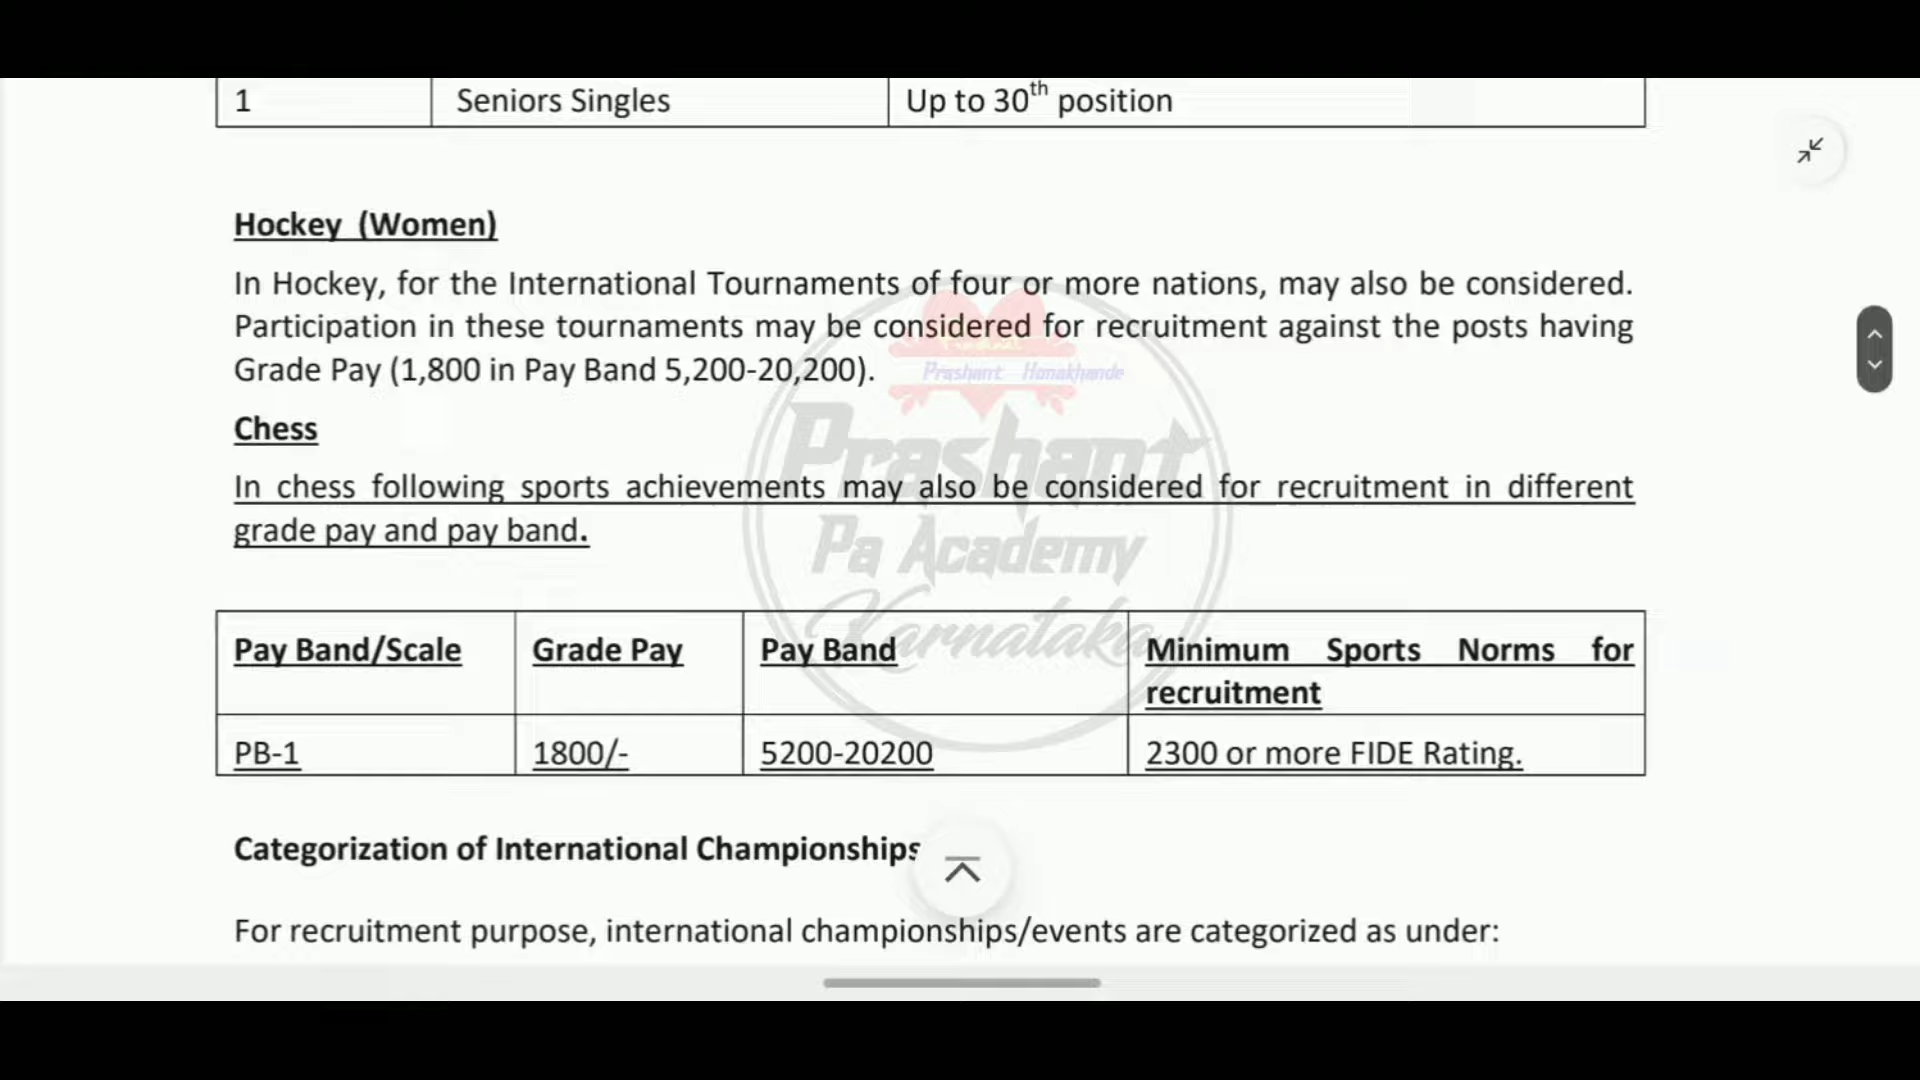 1 Seniors Singles Up to 30th position
Hockey (Women)
In Hockey, for the International Tournaments of four or more nations, may also be considered.
Participation in these tournaments may be considered for recruitment against the posts having
Grade Pay (1,800 in Pay Band 5,200-20,200).
Prashant Hanakhande
Chess
Prashant
In chess following sports achievements may also be considered for recruitment in different
grade pay and pay band.
Pa Academy
Karnataka
Pay Band/Scale Grade Pay Pay Band Minimum Sports Norms for
recruitment
PB-1 1800/- 5200-20200 2300 or more FIDE Rating.
Categorization of International Championships
For recruitment purpose, international championships/events are categorized as under: